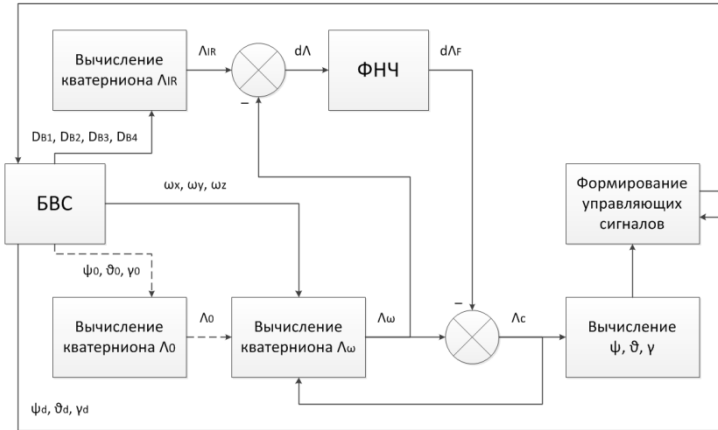 Вычисление
кватерниона ΛIR
ΛIR
dΛ
ФНЧ
dΛF
–
DB1, DB2, DB3, DB4
БВС
ωx, ωy, ωz
Формирование
управляющих
сигналов
ψ0, ϑ0, γ0
Вычисление
кватерниона Λ0
Λ0
Вычисление
кватерниона Λω
Λω
–
Λc
Вычисление
ψ, ϑ, γ
ψd, ϑd, γd